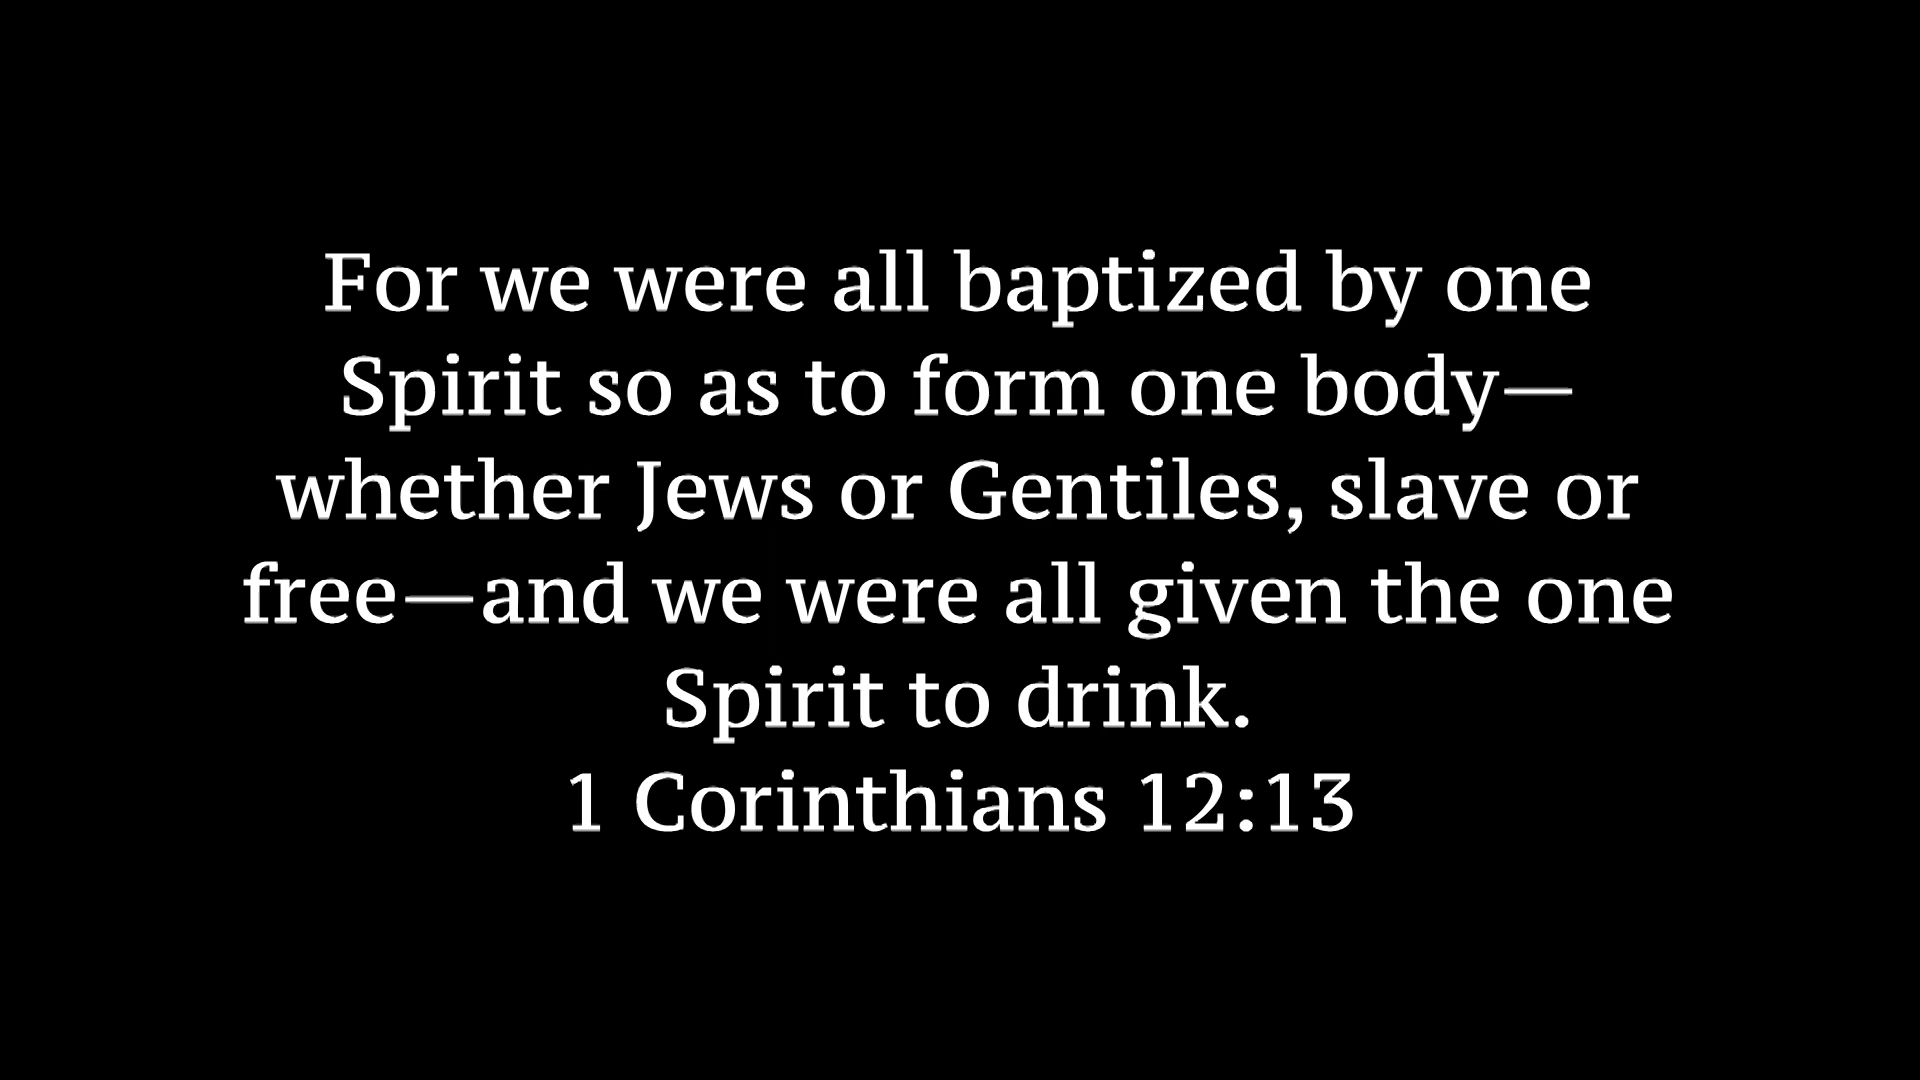 For we were all baptized by one
Spirit so as to form one body—
whether Jews or Gentiles, slave or
free—and we were all given the one
Spirit to drink.
1 Corinthians 12:13